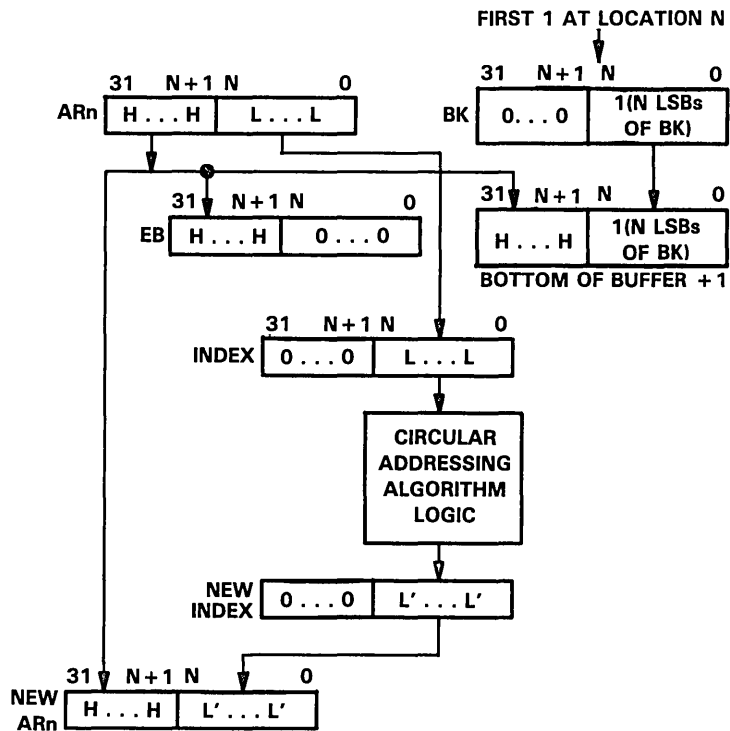 FIRST 1 AT LOCATION N
31 N+1 N 0
ARn H...H L...L
31 N+1 N 0
BK 0...0 1(N LSBs
OF BK)
31 N+1 N 0
EB H...H 0...0
31 N+1 N 0
H...H 1(N LSBs
OF BK)
BOTTOM OF BUFFER +1
31 N+1 N 0
INDEX 0...0 L...L
CIRCULAR
ADDRESSING
ALGORITHM
LOGIC
NEW
INDEX 0...0 L'...L'
31 N+1 N 0
NEW
ARn H...H L'...L'